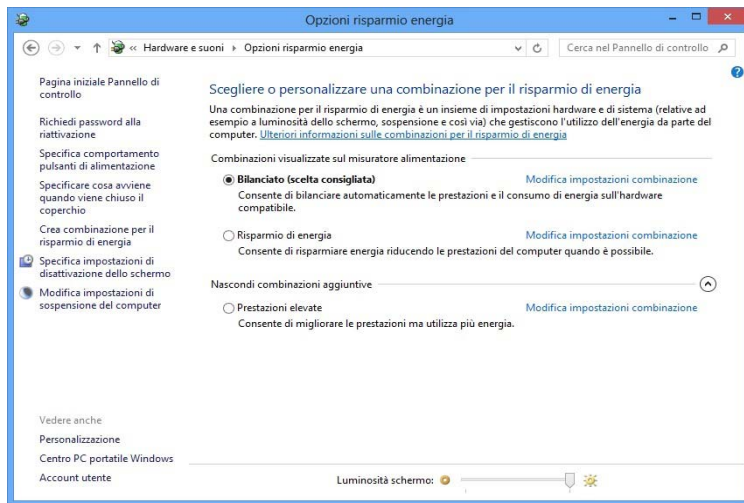 Opzioni risparmio energia
« Hardware e suoni ▸ Opzioni risparmio energia
Cerca nel Pannello di controllo
Pagina iniziale Pannello di
controllo
Richiedi password alla
riattivazione
Specifica comportamento
pulsanti di alimentazione
Specificare cosa avviene
quando viene chiuso il
coperchio
Crea combinazione per il
risparmio di energia
Specifica impostazioni di
disattivazione dello schermo
Modifica impostazioni di
sospensione del computer
Vedere anche
Personalizzazione
Centro PC portatile Windows
Account utente
Scegliere o personalizzare una combinazione per il risparmio di energia
Una combinazione per il risparmio di energia è un insieme di impostazioni hardware e di sistema (relative ad
esempio a luminosità dello schermo, sospensione e così via) che gestiscono l'utilizzo dell'energia da parte del
computer. Ulteriori informazioni sulle combinazioni per il risparmio di energia
Combinazioni visualizzate sul misuratore alimentazione
Bilanciato (scelta consigliata) Modifica impostazioni combinazione
Consente di bilanciare automaticamente le prestazioni e il consumo di energia sull'hardware
compatibile.
Risparmio di energia Modifica impostazioni combinazione
Consente di risparmiare energia riducendo le prestazioni del computer quando è possibile.
Nascondi combinazioni aggiuntive
Prestazioni elevate Modifica impostazioni combinazione
Consente di migliorare le prestazioni ma utilizza più energia.
Luminosità schermo: